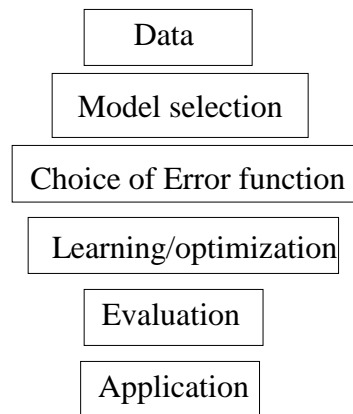 Data
Model selection
Choice of Error function
Learning/optimization
Evaluation
Application